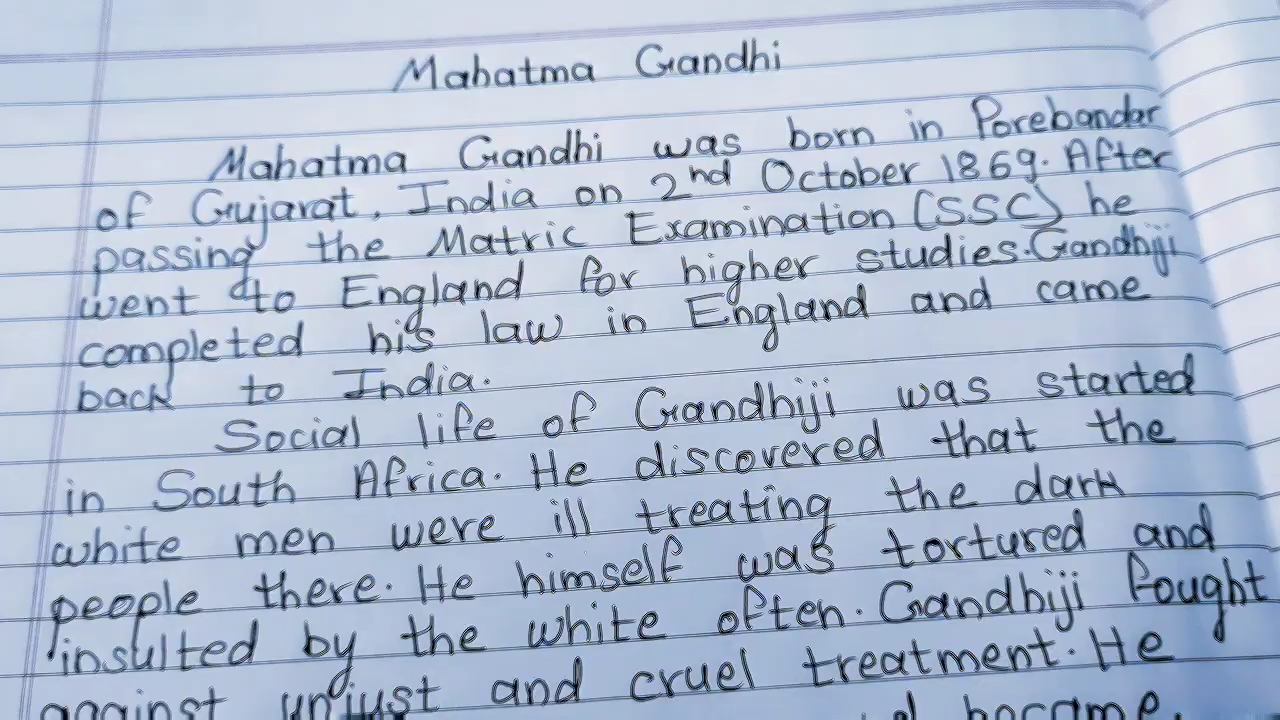 Mahatma Gandhi
Mahatma Gandhi was born in Porebandar
of Gujarat, India on 2nd October 1869. After
passing the Matric Examination (SSC) he
went to England for higher studies. Gandhiji
completed his law in England and came
back to India.
Social life of Gandhiji was started
in South Africa. He discovered that the
white men were ill treating the dark
people there. He himself was tortured and
insulted by the white often. Gandhiji fought
against unjust and cruel treatment. He
became